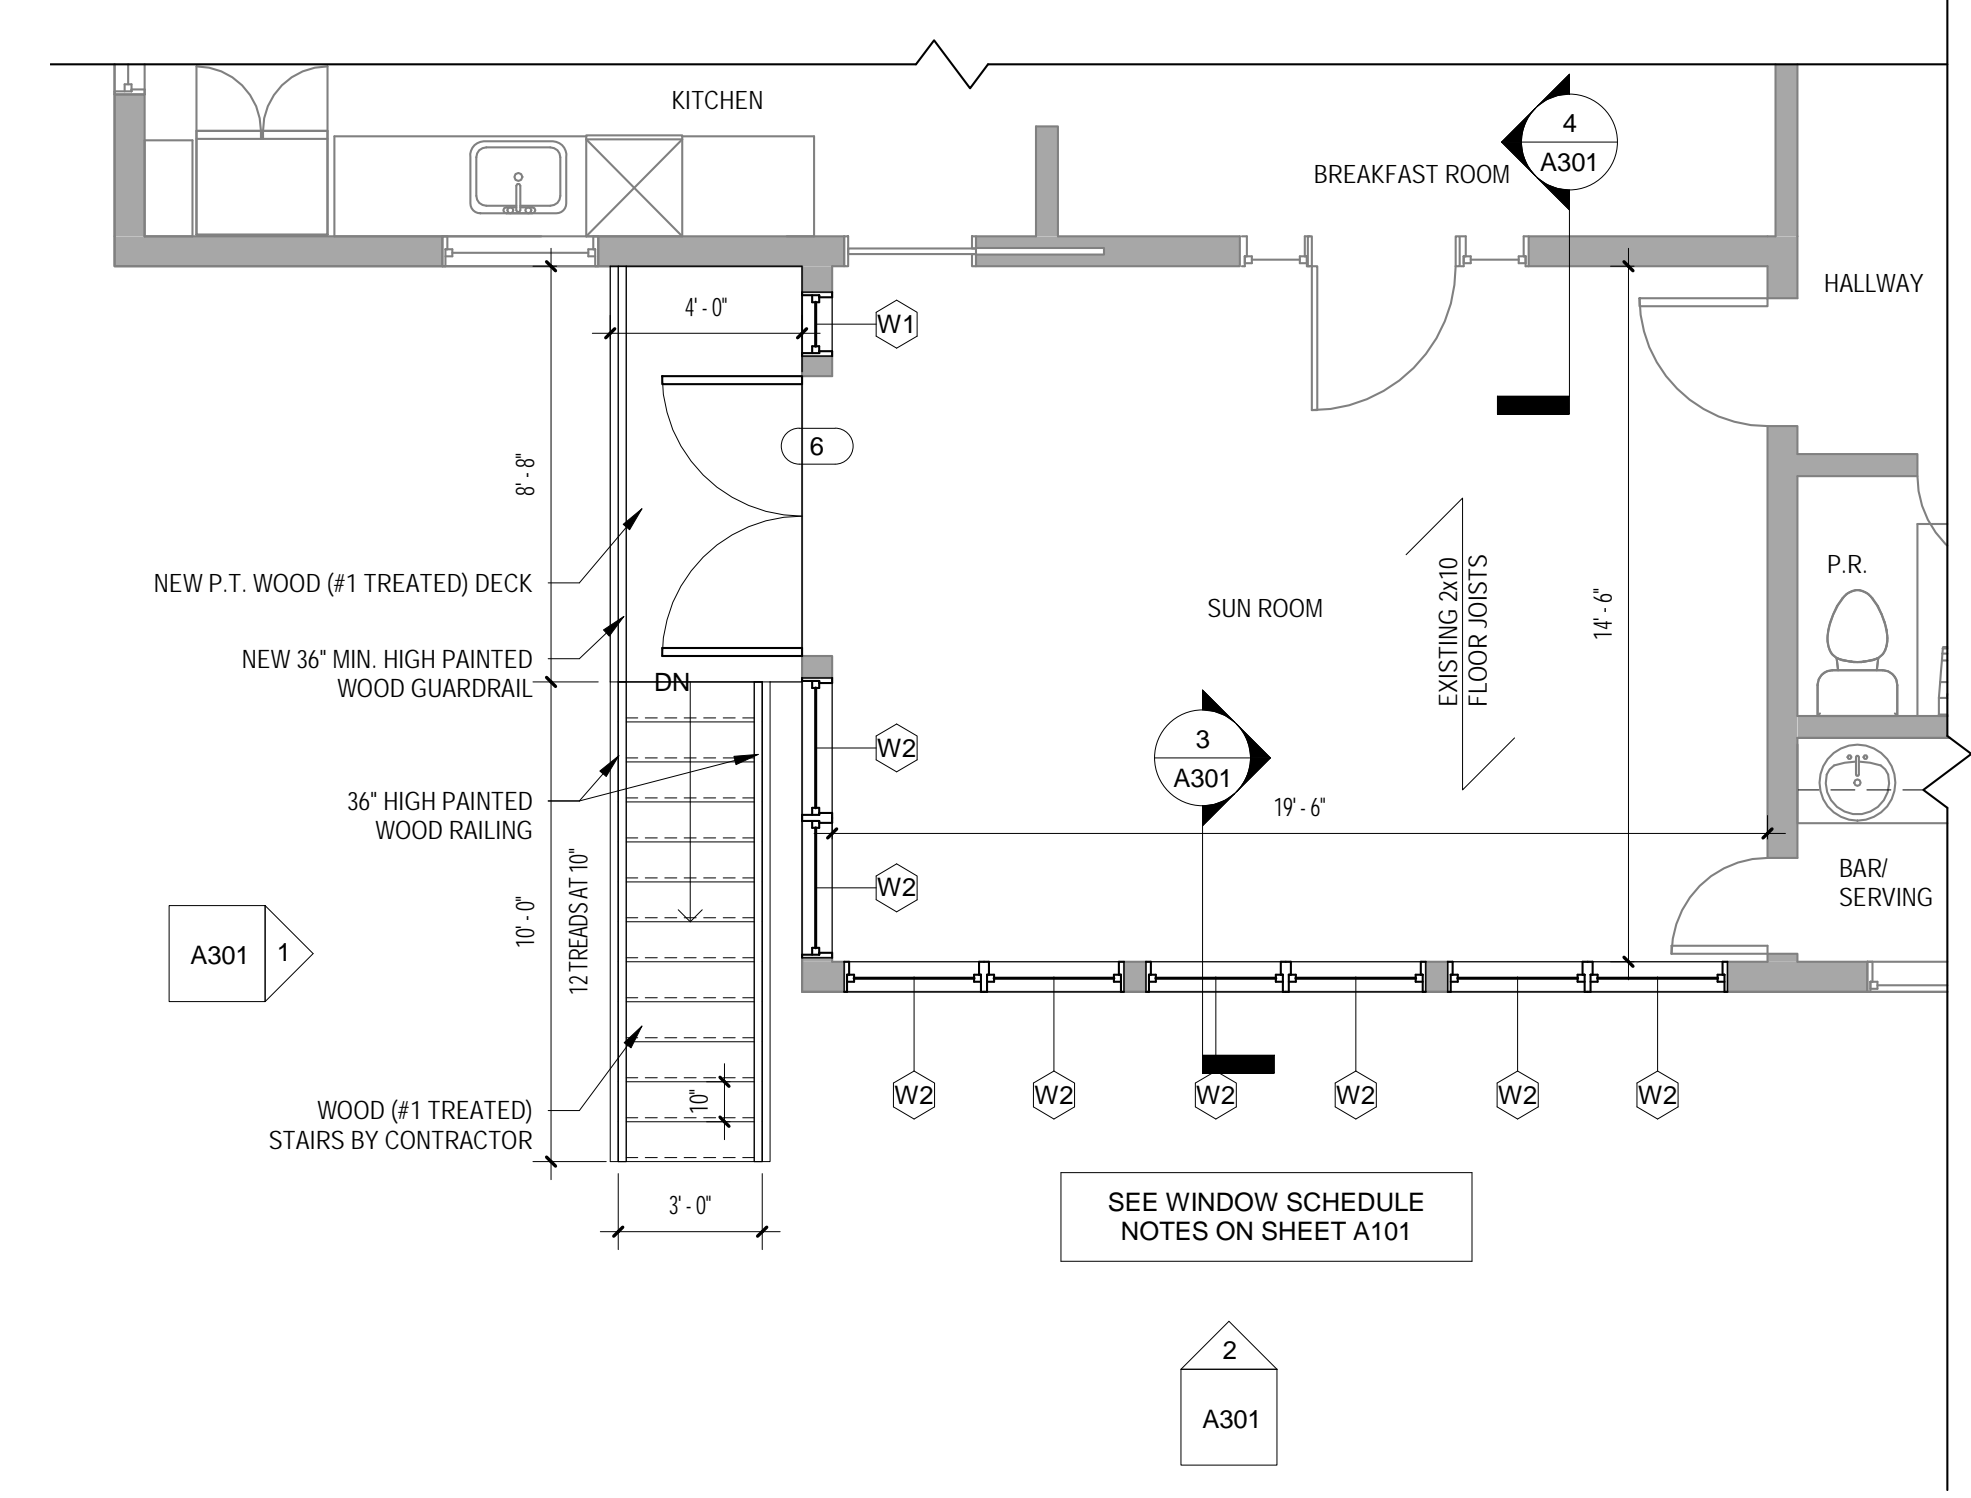 KITCHEN
4
A301
BREAKFAST ROOM
HALLWAY
4' - 0"
W1
6
8' - 8"
NEW P.T. WOOD (#1 TREATED) DECK
P.R.
SUN ROOM
EXISTING 2x10
FLOOR JOISTS
14' - 6"
NEW 36" MIN. HIGH PAINTED
WOOD GUARDRAIL
DN
W2
3
A301
19' - 6"
36" HIGH PAINTED
WOOD RAILING
W2
BAR/
SERVING
10' - 0"
12 TREADS AT 10"
A301
1
10"
W2
W2
W2
W2
W2
W2
WOOD (#1 TREATED)
STAIRS BY CONTRACTOR
3' - 0"
SEE WINDOW SCHEDULE
NOTES ON SHEET A101
2
A301